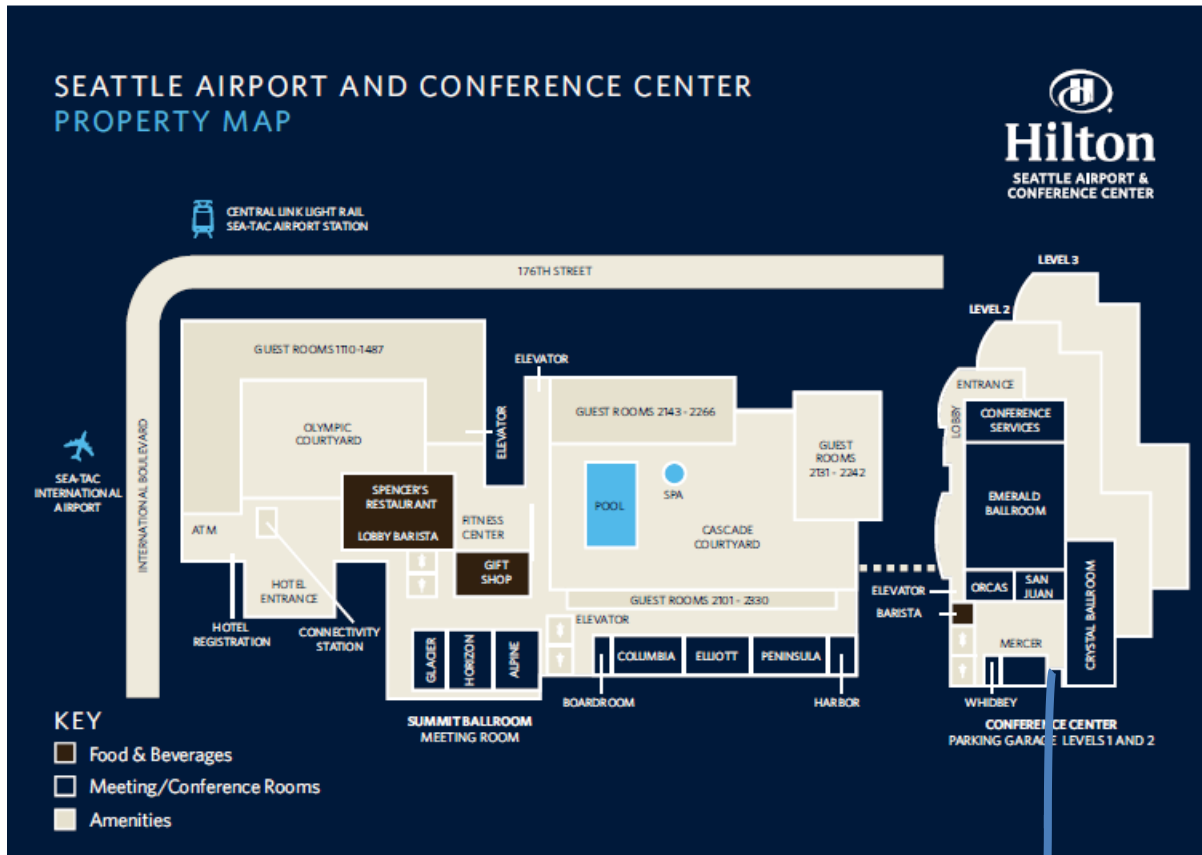 SEATTLE AIRPORT AND CONFERENCE CENTER
PROPERTY MAP
Hilton
SEATTLE AIRPORT &
CONFERENCE CENTER
CENTRAL LINK LIGHT RAIL
SEA-TAC AIRPORT STATION
176TH STREET
LEVEL 3
LEVEL 2
GUEST ROOMS 1110-1487
ELEVATOR
ENTRANCE
LOBBY
CONFERENCE
SERVICES
GUEST ROOMS 2143 - 2266
OLYMPIC
COURTYARD
ELEVATOR
GUEST
ROOMS
2131 - 2242
INTERNATIONAL BOULEVARD
SEA-TAC
INTERNATIONAL
AIRPORT
SPENCER'S
RESTAURANT
LOBBY BARISTA
POOL
SPA
EMERALD
BALLROOM
ATM
FITNESS
CENTER
CASCADE
COURTYARD
GIFT
SHOP
HOTEL
ENTRANCE
ELEVATOR
BARISTA
ORCAS
SAN
JUAN
CRYSTAL BALLROOM
GUEST ROOMS 2101 - 2330
ELEVATOR
HOTEL
REGISTRATION
CONNECTIVITY
STATION
GLACIER
HORIZON
ALPINE
COLUMBIA
ELLIOTT
PENINSULA
MERCER
BOARDROOM
HARBOR
WHIDBEY
SUMMIT BALLROOM
MEETING ROOM
CONFERENCE CENTER
PARKING GARAGE LEVELS 1 AND 2
KEY
Food & Beverages
Meeting/Conference Rooms
Amenities